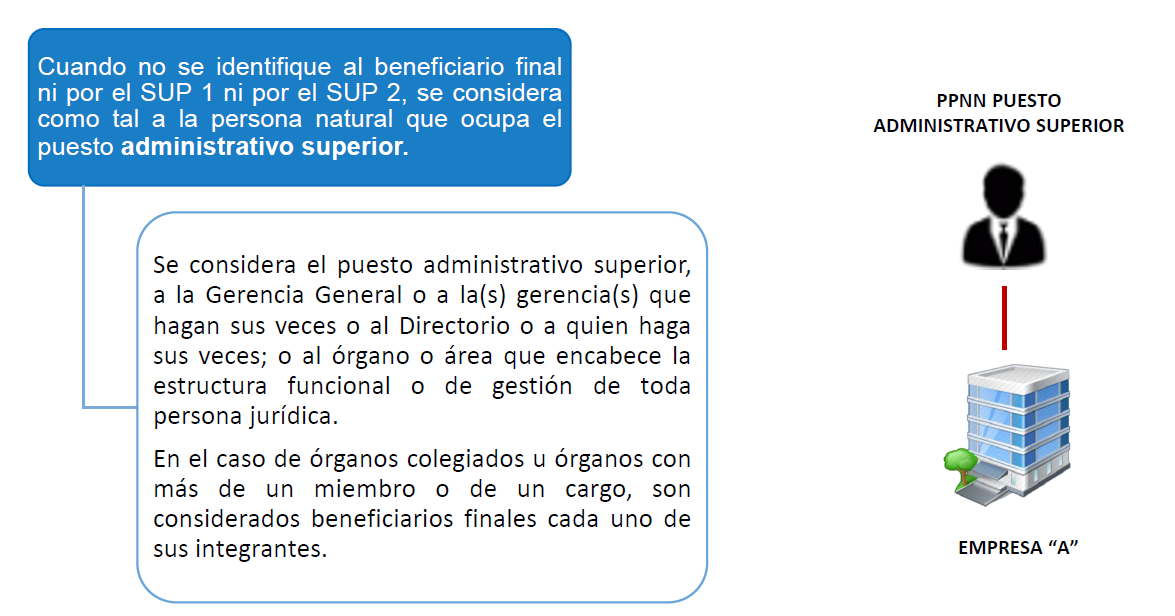 Cuando no se identifique al beneficiario final
ni por el SUP 1 ni por el SUP 2, se considera
como tal a la persona natural que ocupa el
puesto administrativo superior.
Se considera el puesto administrativo superior,
a la Gerencia General o a la(s) gerencia(s) que
hagan sus veces o al Directorio o a quien haga
sus veces; o al órgano o área que encabece la
estructura funcional o de gestión de toda
persona jurídica.
En el caso de órganos colegiados u órganos con
más de un miembro o de un cargo, son
considerados beneficiarios finales cada uno de
sus integrantes.
PPNN PUESTO
ADMINISTRATIVO SUPERIOR
EMPRESA “A”